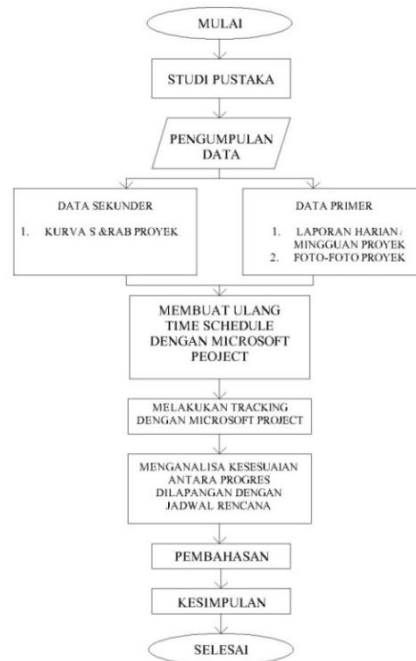 MULAI
STUDI PUSTAKA
PENGUMPULAN
DATA
DATA SEKUNDER
1. KURVA S &RAB PROYEK
DATA PRIMER
1. LAPORAN HARIAN/
MINGGUAN PROYEK
2. FOTO-FOTO PROYEK
MEMBUAT ULANG
TIME SCHEDULE
DENGAN MICROSOFT
PEOJECT
MELAKUKAN TRACKING
DENGAN MICROSOFT PROJECT
MENGANALISA KESESUAIAN
ANTARA PROGRES
DILAPANGAN DENGAN
JADWAL RENCANA
PEMBAHASAN
KESIMPULAN
SELESAI